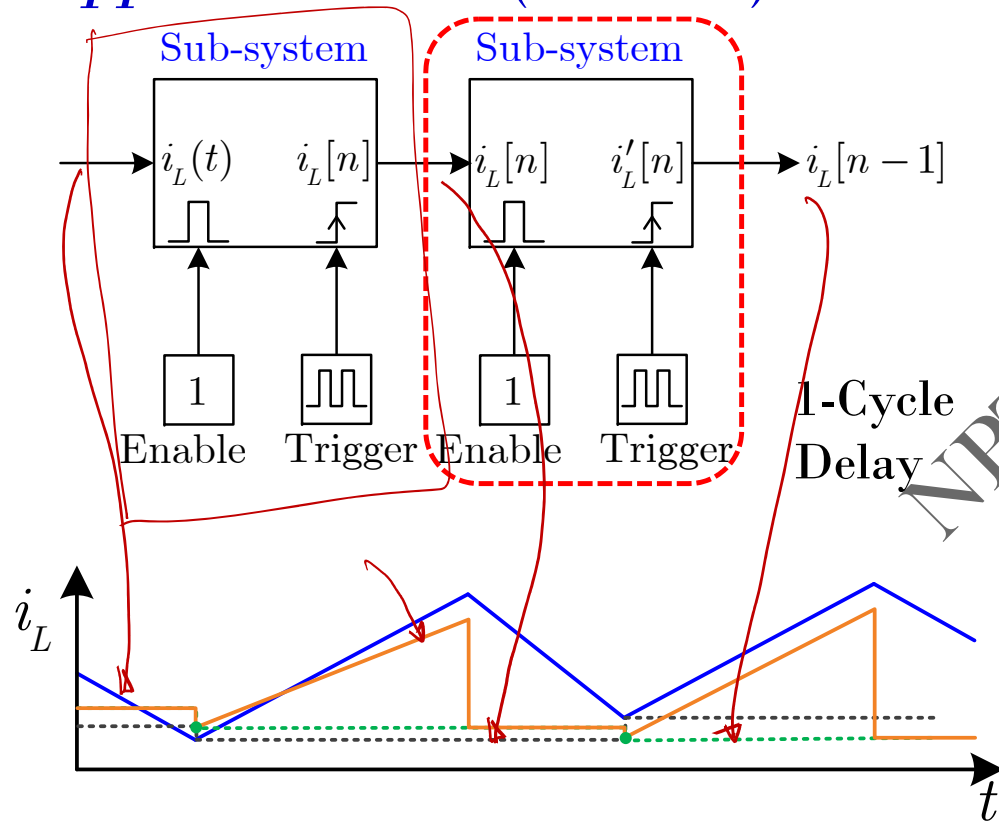 Sub-system Sub-system
i_L(t) i_L[n] i_L[n] i'_L[n] i_L[n − 1]
1 1
Enable Trigger Enable Trigger
1-Cycle
Delay
i_L
t